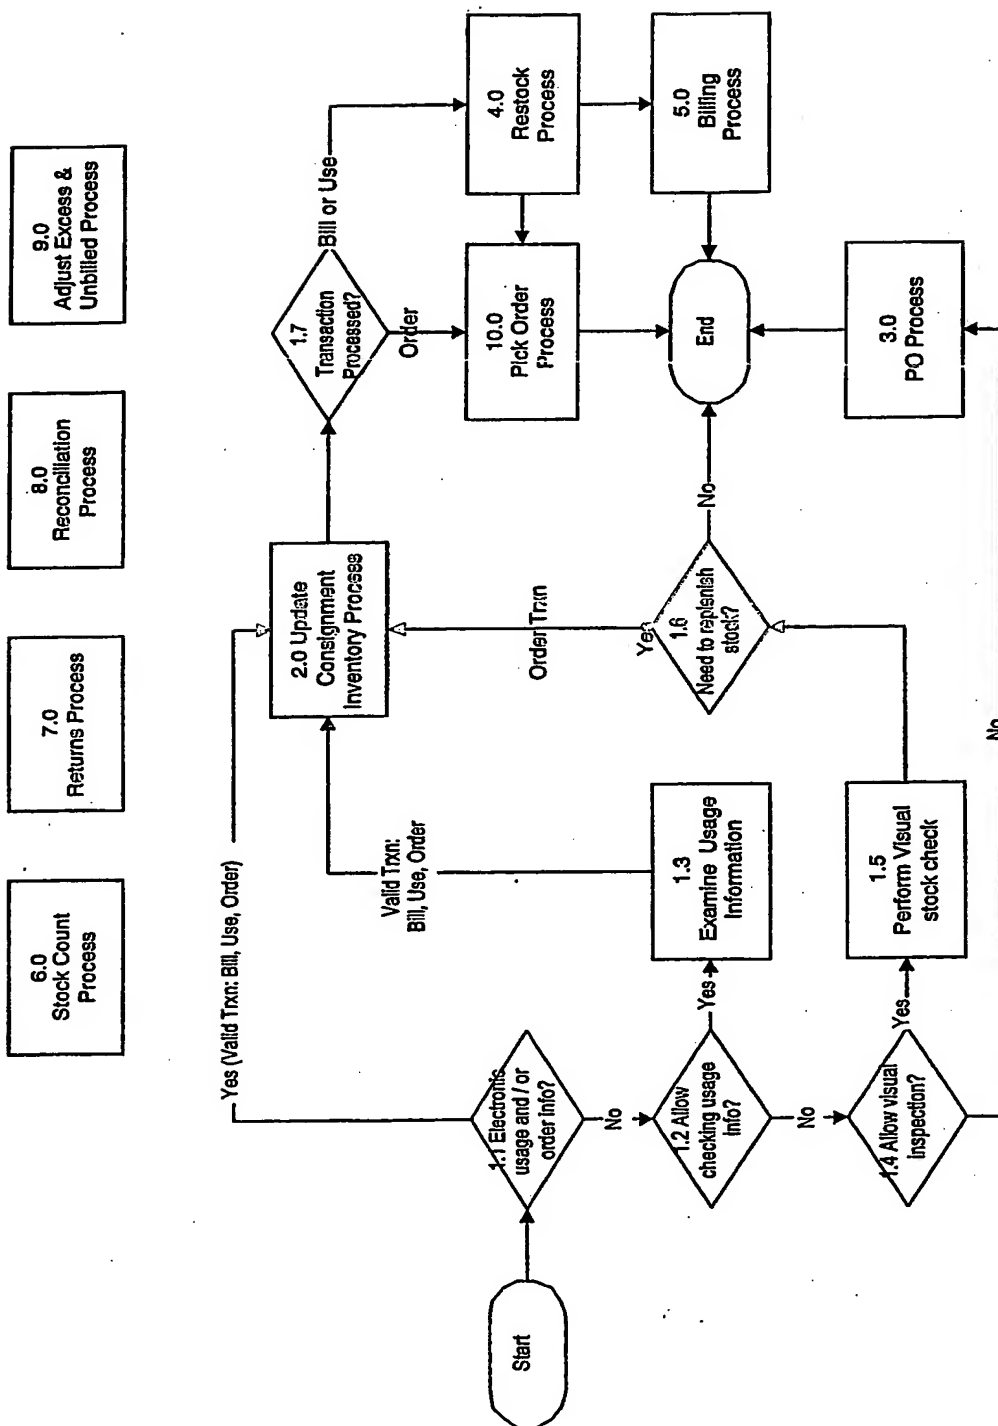 6.0
Stock Count
Process
7.0
Returns Process
8.0
Reconciliation
Process
9.0
Adjust Excess &
Unbilled Process
Yes (Valid Trxn: Bill, Use, Order)
2.0 Update
Consignment
Inventory Process
1.7
Transaction
Processed?
Bill or Use
Order
Valid Trxn:
Bill, Use, Order
Order Trxn
Start
1.1 Electronic
usage and / or
order info?
No
10.0
Pick Order
Process
4.0
Restock
Process
1.2 Allow
checking usage
Info?
Yes
1.3
Examine Usage
Information
Yes
1.6
Need to replenish
stock?
No
End
5.0
Billing
Process
No
1.4 Allow visual
Inspection?
Yes
1.5
Perform Visual
stock check
3.0
PO Process
No